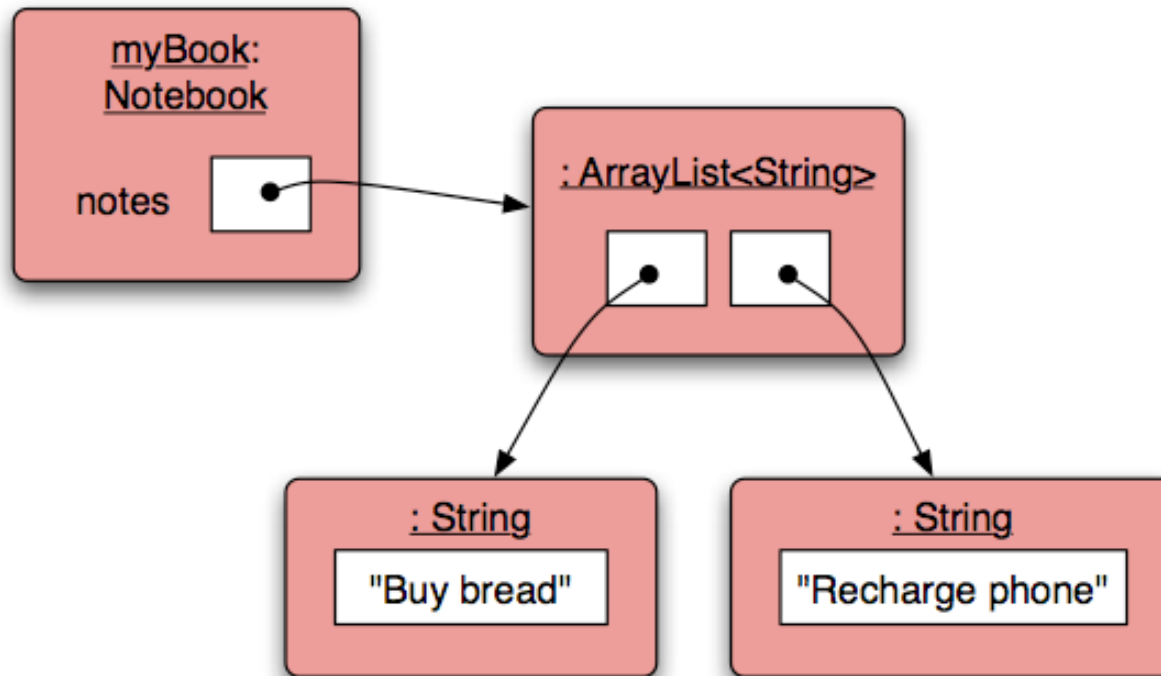 myBook:
Notebook
notes
: ArrayList<String>
: String
"Buy bread"
: String
"Recharge phone"